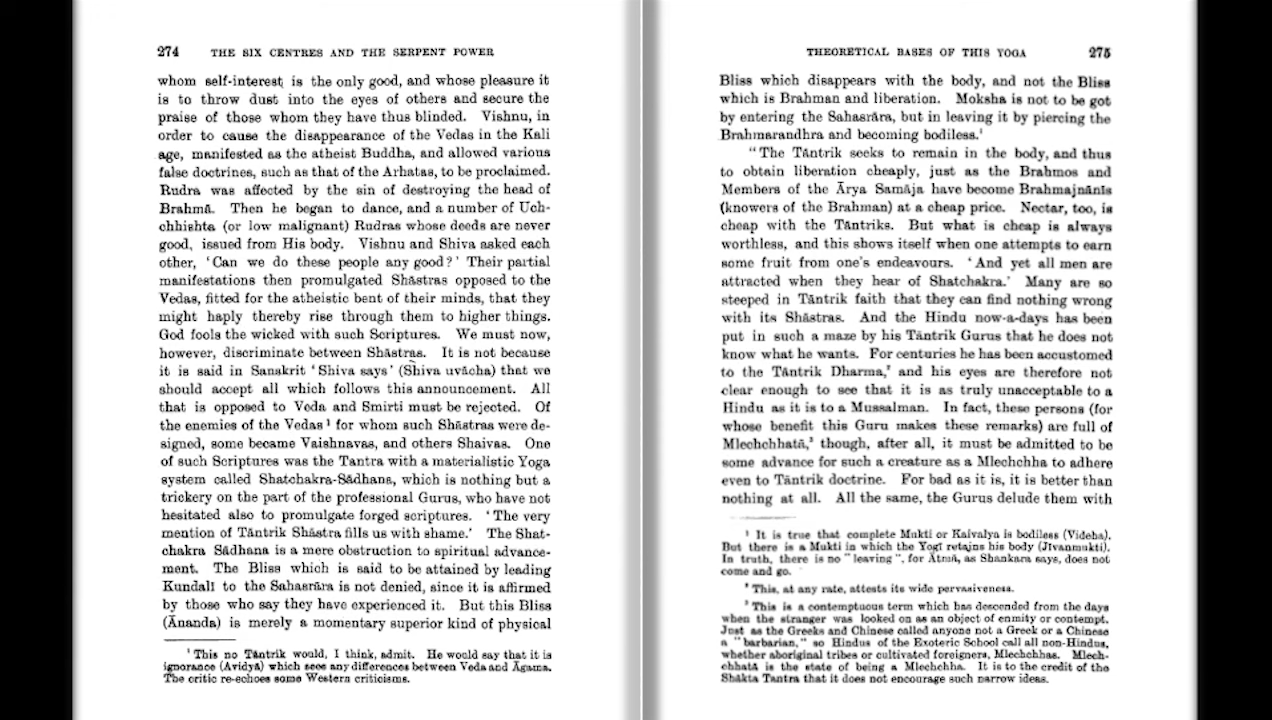 274 THE SIX CENTRES AND THE SERPENT POWER
whom self-interest is the only good, and whose pleasure it
is to throw dust into the eyes of others and secure the
praise of those whom they have thus blinded. Vishnu, in
order to cause the disappearance of the Vedas in the Kali
age, manifested as the atheist Buddha, and allowed various
false doctrines, such as that of the Arhatas, to be proclaimed.
Rudra was affected by the sin of destroying the head of
Brahmā. Then he began to dance, and a number of Uch-
chhishta (or low malignant) Rudras whose deeds are never
good, issued from His body. Vishnu and Shiva asked each
other, ‘Can we do these people any good?’ Their partial
manifestations then promulgated Shāstras opposed to the
Vedas, fitted for the atheistic bent of their minds, that they
might haply thereby rise through them to higher things.
God fools the wicked with such Scriptures. We must now,
however, discriminate between Shāstras. It is not because
it is said in Sanskrit ‘Shiva says’ (Shiva uvācha) that we
should accept all which follows this announcement. All
that is opposed to Veda and Smirti must be rejected. Of
the enemies of the Vedas¹ for whom such Shāstras were de-
signed, some became Vaishnavas, and others Shaivas. One
of such Scriptures was the Tantra with a materialistic Yoga
system called Shatchakra-Sādhana, which is nothing but a
trickery on the part of the professional Gurus, who have not
hesitated also to promulgate forged scriptures. ‘The very
mention of Tāntrik Shāstra fills us with shame.’ The Shat-
chakra Sādhana is a mere obstruction to spiritual advance-
ment. The Bliss which is said to be attained by leading
Kundalī to the Sahasrāra is not denied, since it is affirmed
by those who say they have experienced it. But this Bliss
(Ānanda) is merely a momentary superior kind of physical
¹ This no Tāntrik would, I think, admit. He would say that it is
ignorance (Avidyā) which sees any differences between Veda and Āgama.
The critic re-echoes some Western criticisms.
THEORETICAL BASES OF THIS YOGA 275
Bliss which disappears with the body, and not the Bliss
which is Brahman and liberation. Moksha is not to be got
by entering the Sahasrāra, but in leaving it by piercing the
Brahmarandhra and becoming bodiless.¹
“The Tāntrik seeks to remain in the body, and thus
to obtain liberation cheaply, just as the Brahmos and
Members of the Ārya Samāja have become Brahmajnānīs
(knowers of the Brahman) at a cheap price. Nectar, too, is
cheap with the Tāntriks. But what is cheap is always
worthless, and this shows itself when one attempts to earn
some fruit from one's endeavours. ‘And yet all men are
attracted when they hear of Shatchakra.’ Many are so
steeped in Tāntrik faith that they can find nothing wrong
with its Shāstras. And the Hindu now-a-days has been
put in such a maze by his Tāntrik Gurus that he does not
know what he wants. For centuries he has been accustomed
to the Tāntrik Dharma,² and his eyes are therefore not
clear enough to see that it is as truly unacceptable to a
Hindu as it is to a Mussalman. In fact, these persons (for
whose benefit this Guru makes these remarks) are full of
Mlechchhatā,³ though, after all, it must be admitted to be
some advance for such a creature as a Mlechchha to adhere
even to Tāntrik doctrine. For bad as it is, it is better than
nothing at all. All the same, the Gurus delude them with
¹ It is true that complete Mukti or Kaivalya is bodiless (Videha).
But there is a Mukti in which the Yogī retains his body (Jīvanmukti).
In truth, there is no “leaving”, for Ātmā, as Shankara says, does not
come and go.
² This, at any rate, attests its wide pervasiveness.
³ This is a contemptuous term which has descended from the days
when the stranger was looked on as an object of enmity or contempt.
Just as the Greeks and Chinese called anyone not a Greek or a Chinese
a “barbarian,” so Hindus of the Exoteric School call all non-Hindus,
whether aboriginal tribes or cultivated foreigners, Mlechchhas. Mlech-
chhatā is the state of being a Mlechchha. It is to the credit of the
Shākta Tantra that it does not encourage such narrow ideas.